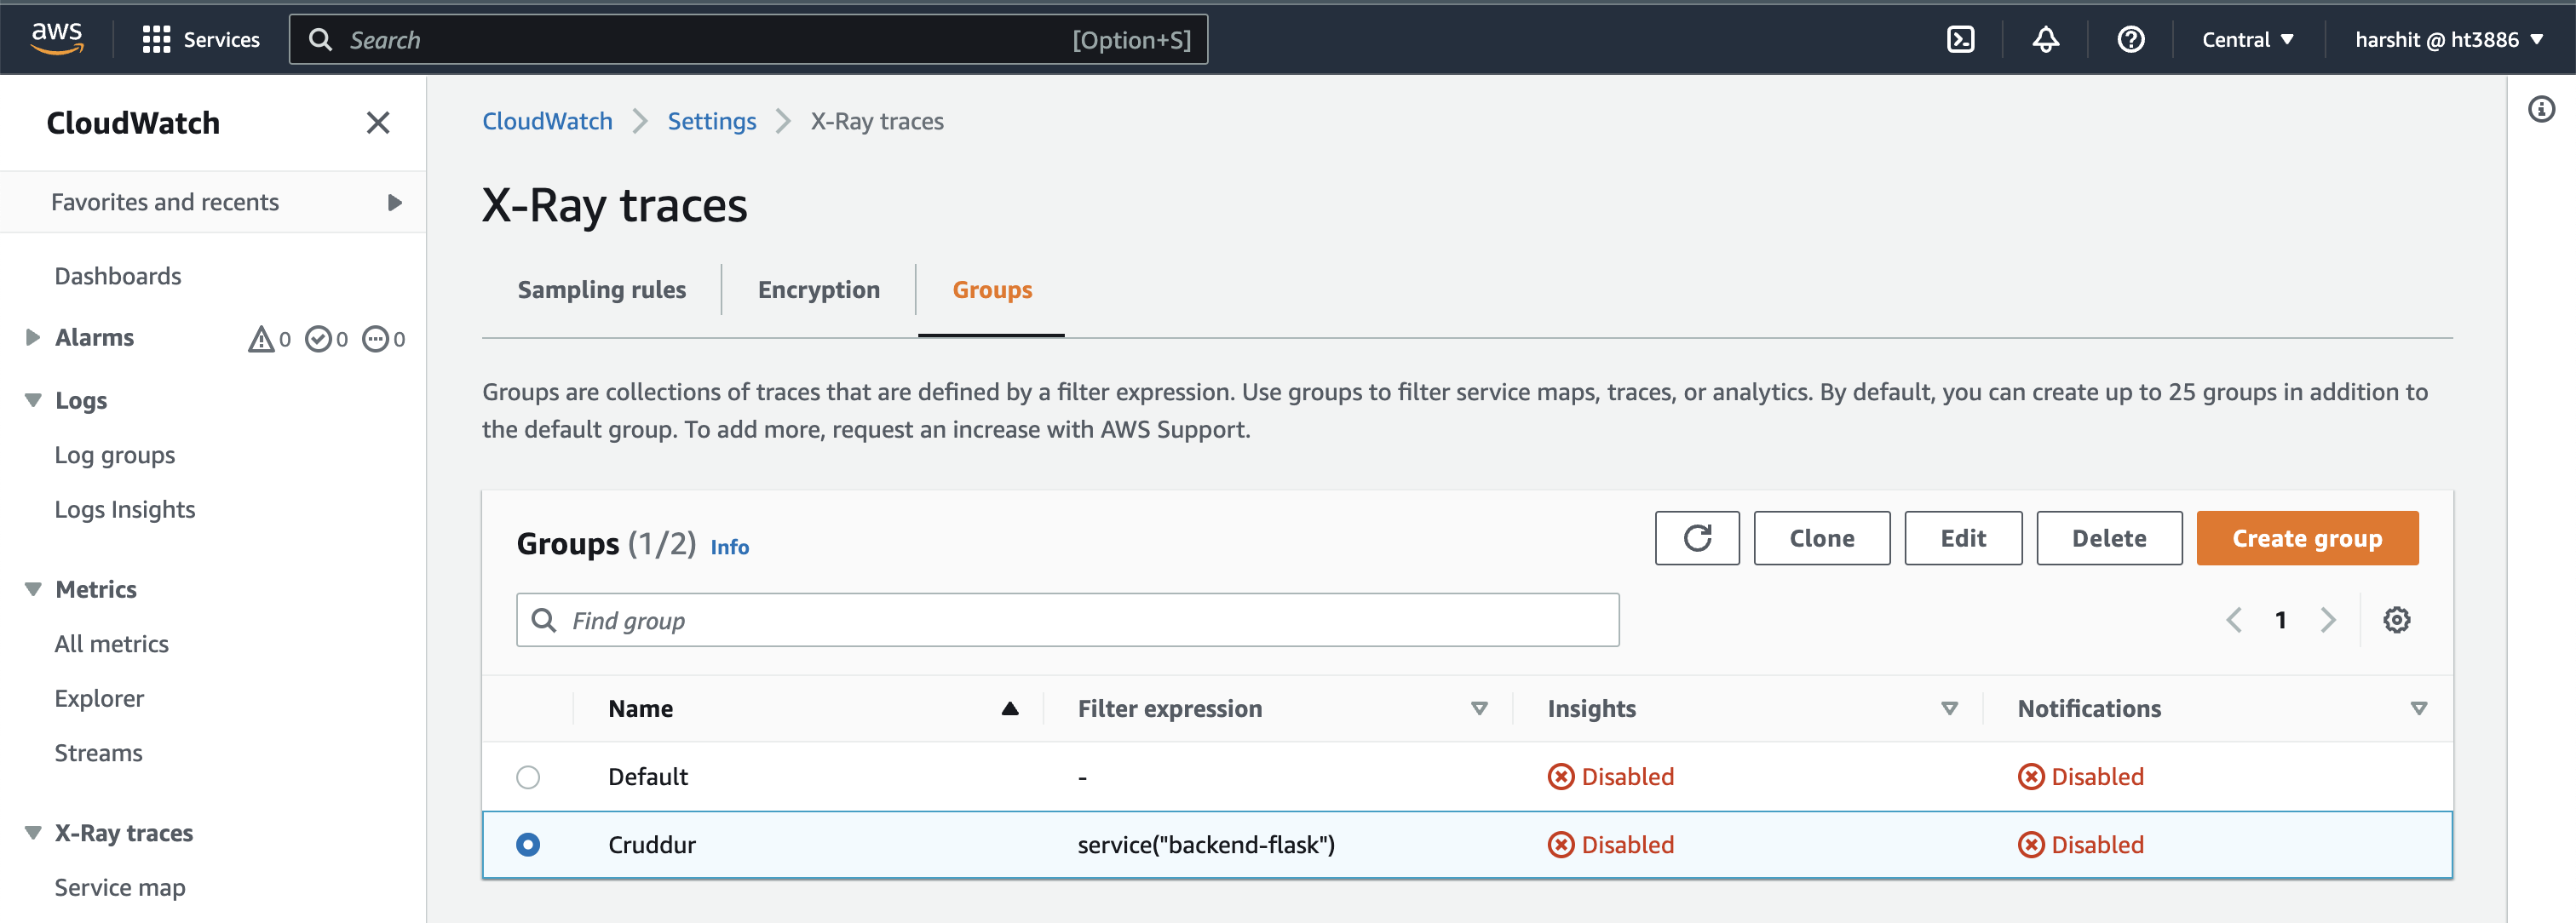 aws Services Search [Option+S] Central harshit @ ht3886
CloudWatch
Favorites and recents
Dashboards
Alarms 0 0 0
Logs
Log groups
Logs Insights
Metrics
All metrics
Explorer
Streams
X-Ray traces
Service map
CloudWatch Settings X-Ray traces
X-Ray traces
Sampling rules Encryption Groups
Groups are collections of traces that are defined by a filter expression. Use groups to filter service maps, traces, or analytics. By default, you can create up to 25 groups in addition to
the default group. To add more, request an increase with AWS Support.
Groups (1/2) Info Clone Edit Delete Create group
Find group 1
Name Filter expression Insights Notifications
Default - Disabled Disabled
Cruddur service("backend-flask") Disabled Disabled